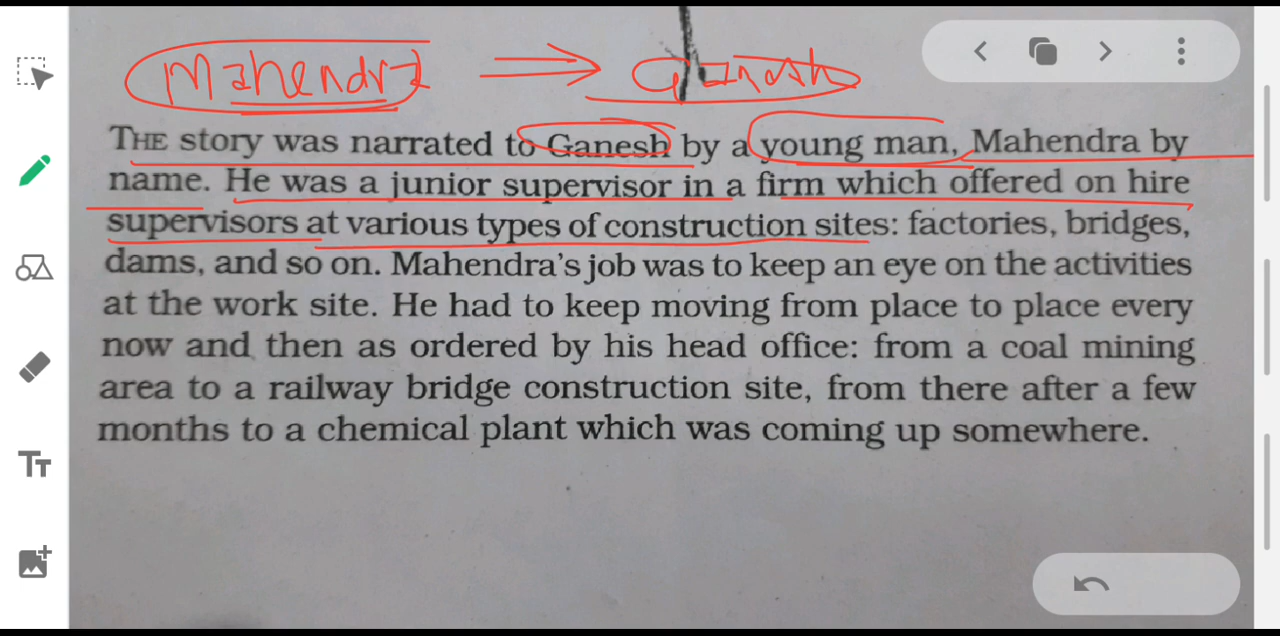 Mahendra → Ganesh
THE story was narrated to Ganesh by a young man, Mahendra by
name. He was a junior supervisor in a firm which offered on hire
supervisors at various types of construction sites: factories, bridges,
dams, and so on. Mahendra's job was to keep an eye on the activities
at the work site. He had to keep moving from place to place every
now and then as ordered by his head office: from a coal mining
area to a railway bridge construction site, from there after a few
months to a chemical plant which was coming up somewhere.
Tт